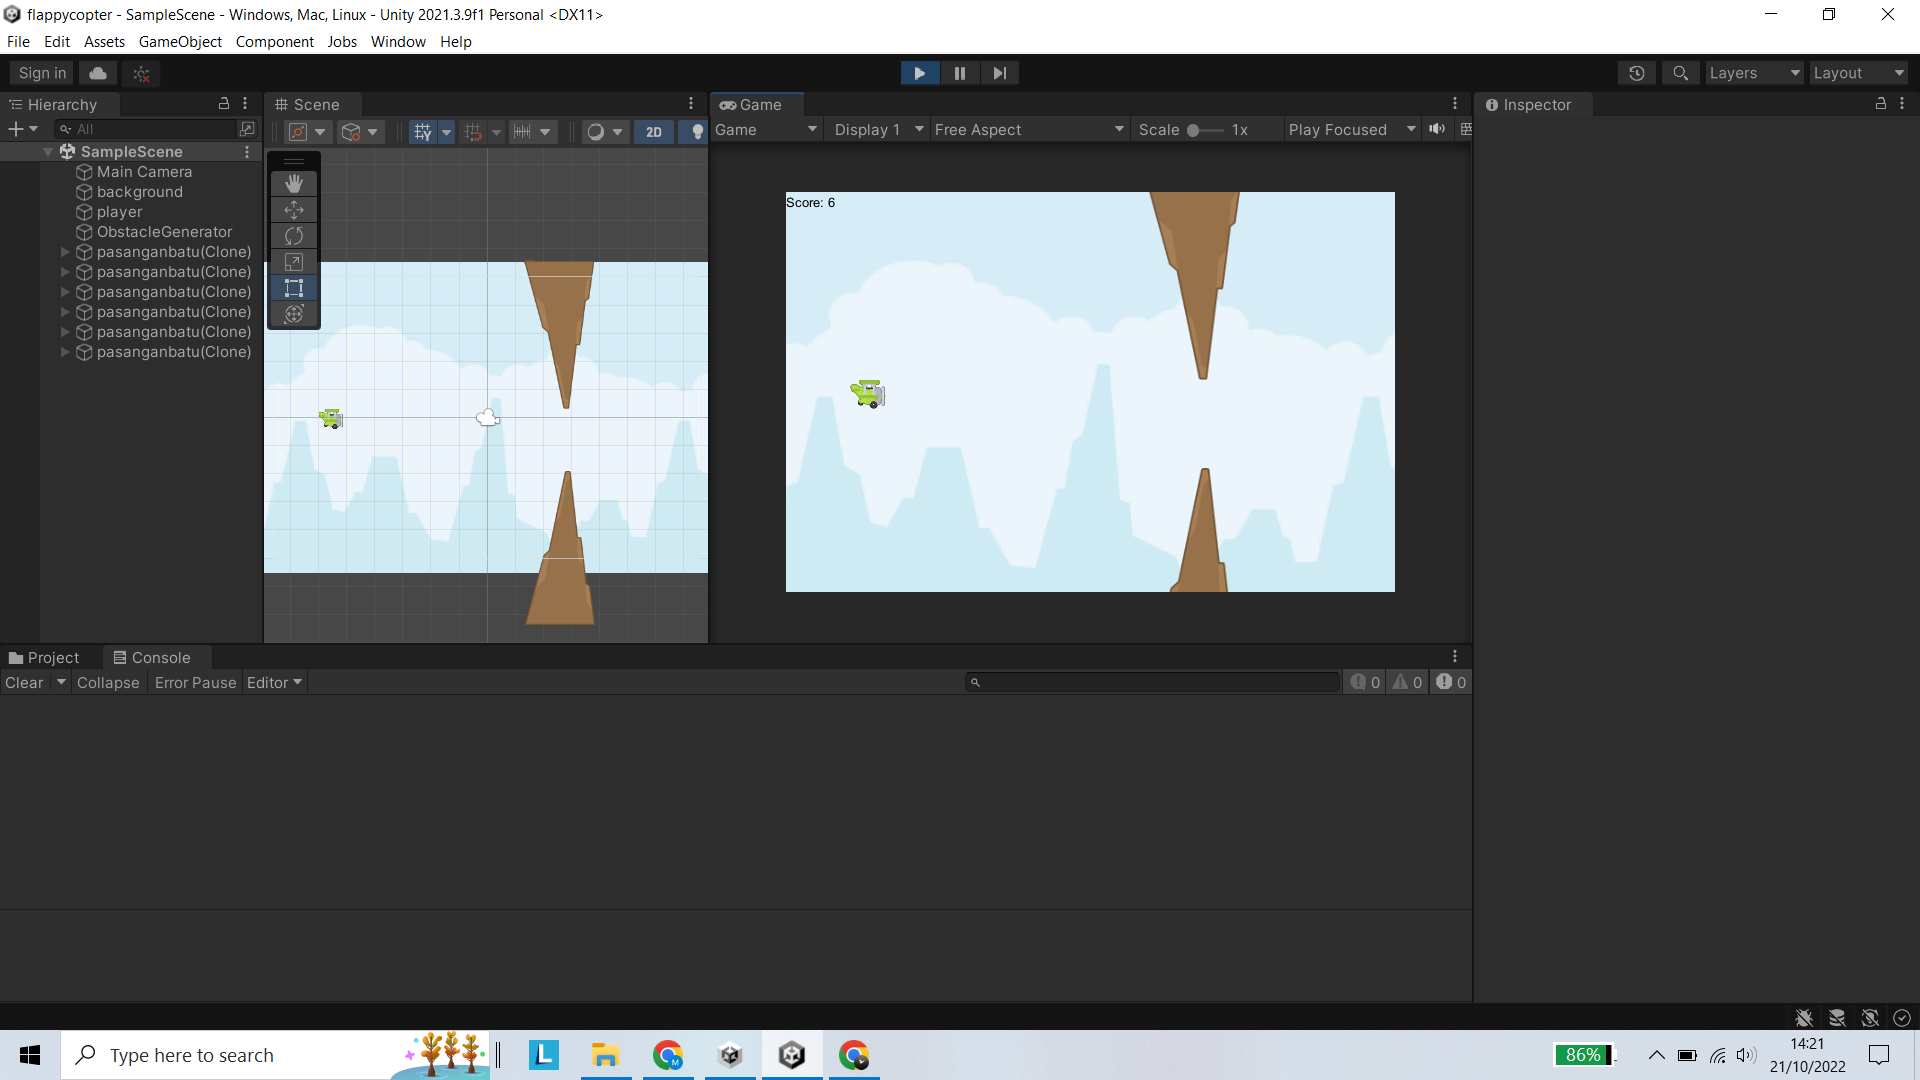 flappycopter - SampleScene - Windows, Mac, Linux - Unity 2021.3.9f1 Personal <DX11>
File Edit Assets GameObject Component Jobs Window Help
Sign in
Layers
Layout
Hierarchy
All
SampleScene
Main Camera
background
player
ObstacleGenerator
pasanganbatu(Clone)
pasanganbatu(Clone)
pasanganbatu(Clone)
pasanganbatu(Clone)
pasanganbatu(Clone)
pasanganbatu(Clone)
Scene
2D
Game
Game Display 1 Free Aspect Scale 1x Play Focused
Score: 6
Inspector
Project Console
Clear Collapse Error Pause Editor
0 0 0
Type here to search
L
M
86%
14:21
21/10/2022